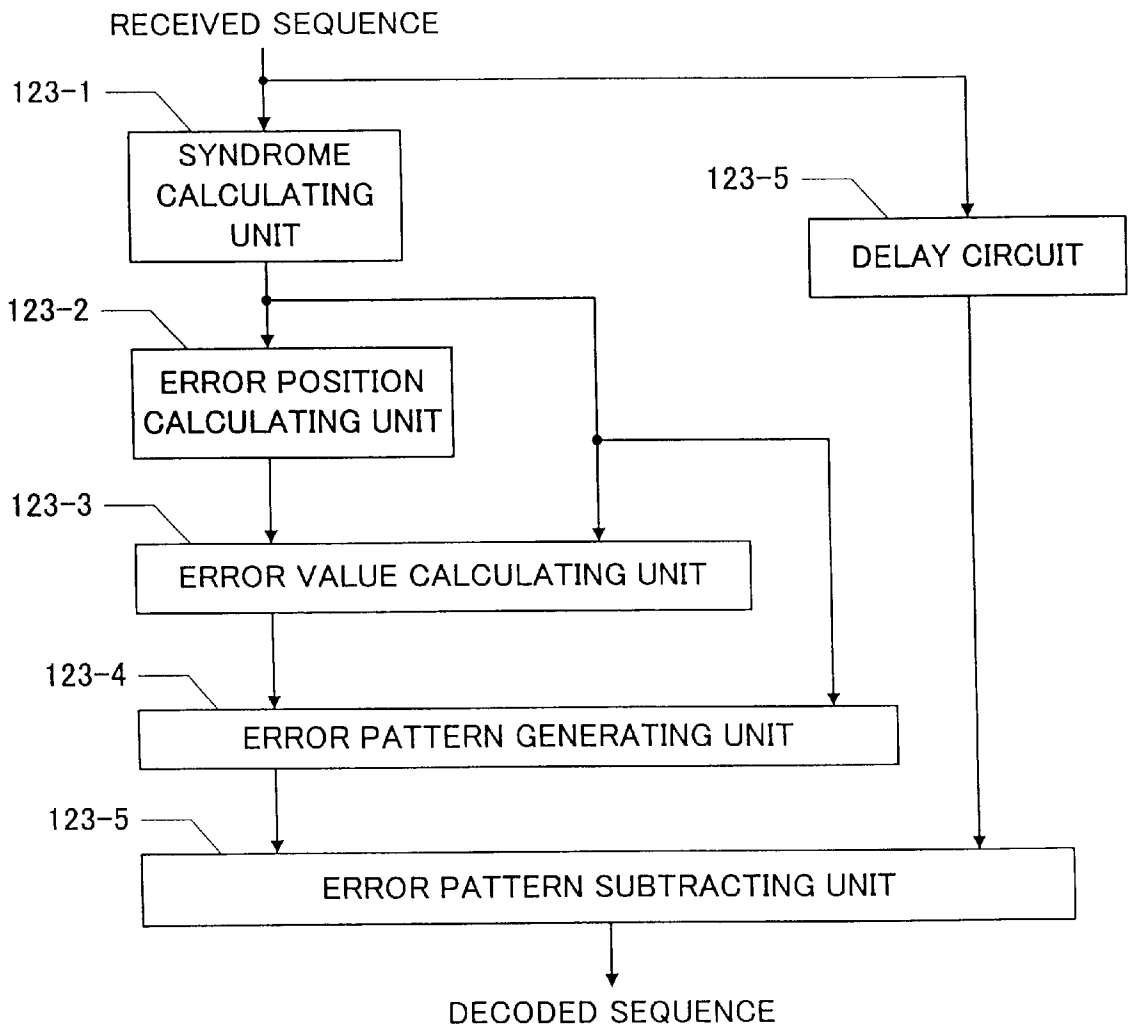 RECEIVED SEQUENCE
123-1
SYNDROME
CALCULATING
UNIT
123-5
DELAY CIRCUIT
123-2
ERROR POSITION
CALCULATING UNIT
123-3
ERROR VALUE CALCULATING UNIT
123-4
ERROR PATTERN GENERATING UNIT
123-5
ERROR PATTERN SUBTRACTING UNIT
DECODED SEQUENCE